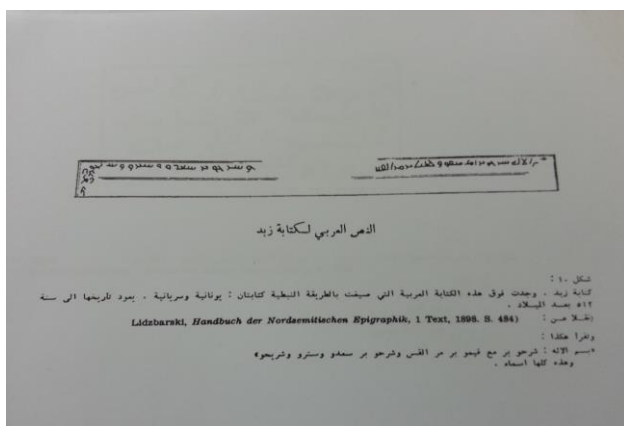 النص العربي لكتابة زبد
شكل ١٠ :
كتابة زبد . وجدت فوق هذه الكتابة العربية التي صيغت بالطريقة النبطية كتابتان : يونانية وسريانية . يعود تاريخها الى سنة
٥١٢ بعد الميلاد .
نقلا من : Lidzbarski, Handbuch der Nordsemitischen Epigraphik, 1 Text, 1898. S. 484)
وتقرأ هكذا :
«بسم الاله : شرحو بر مع قيمو بر مر القس وشرحو بر سعدو وسترو وشريحو»
وهذه كلها اسماء .